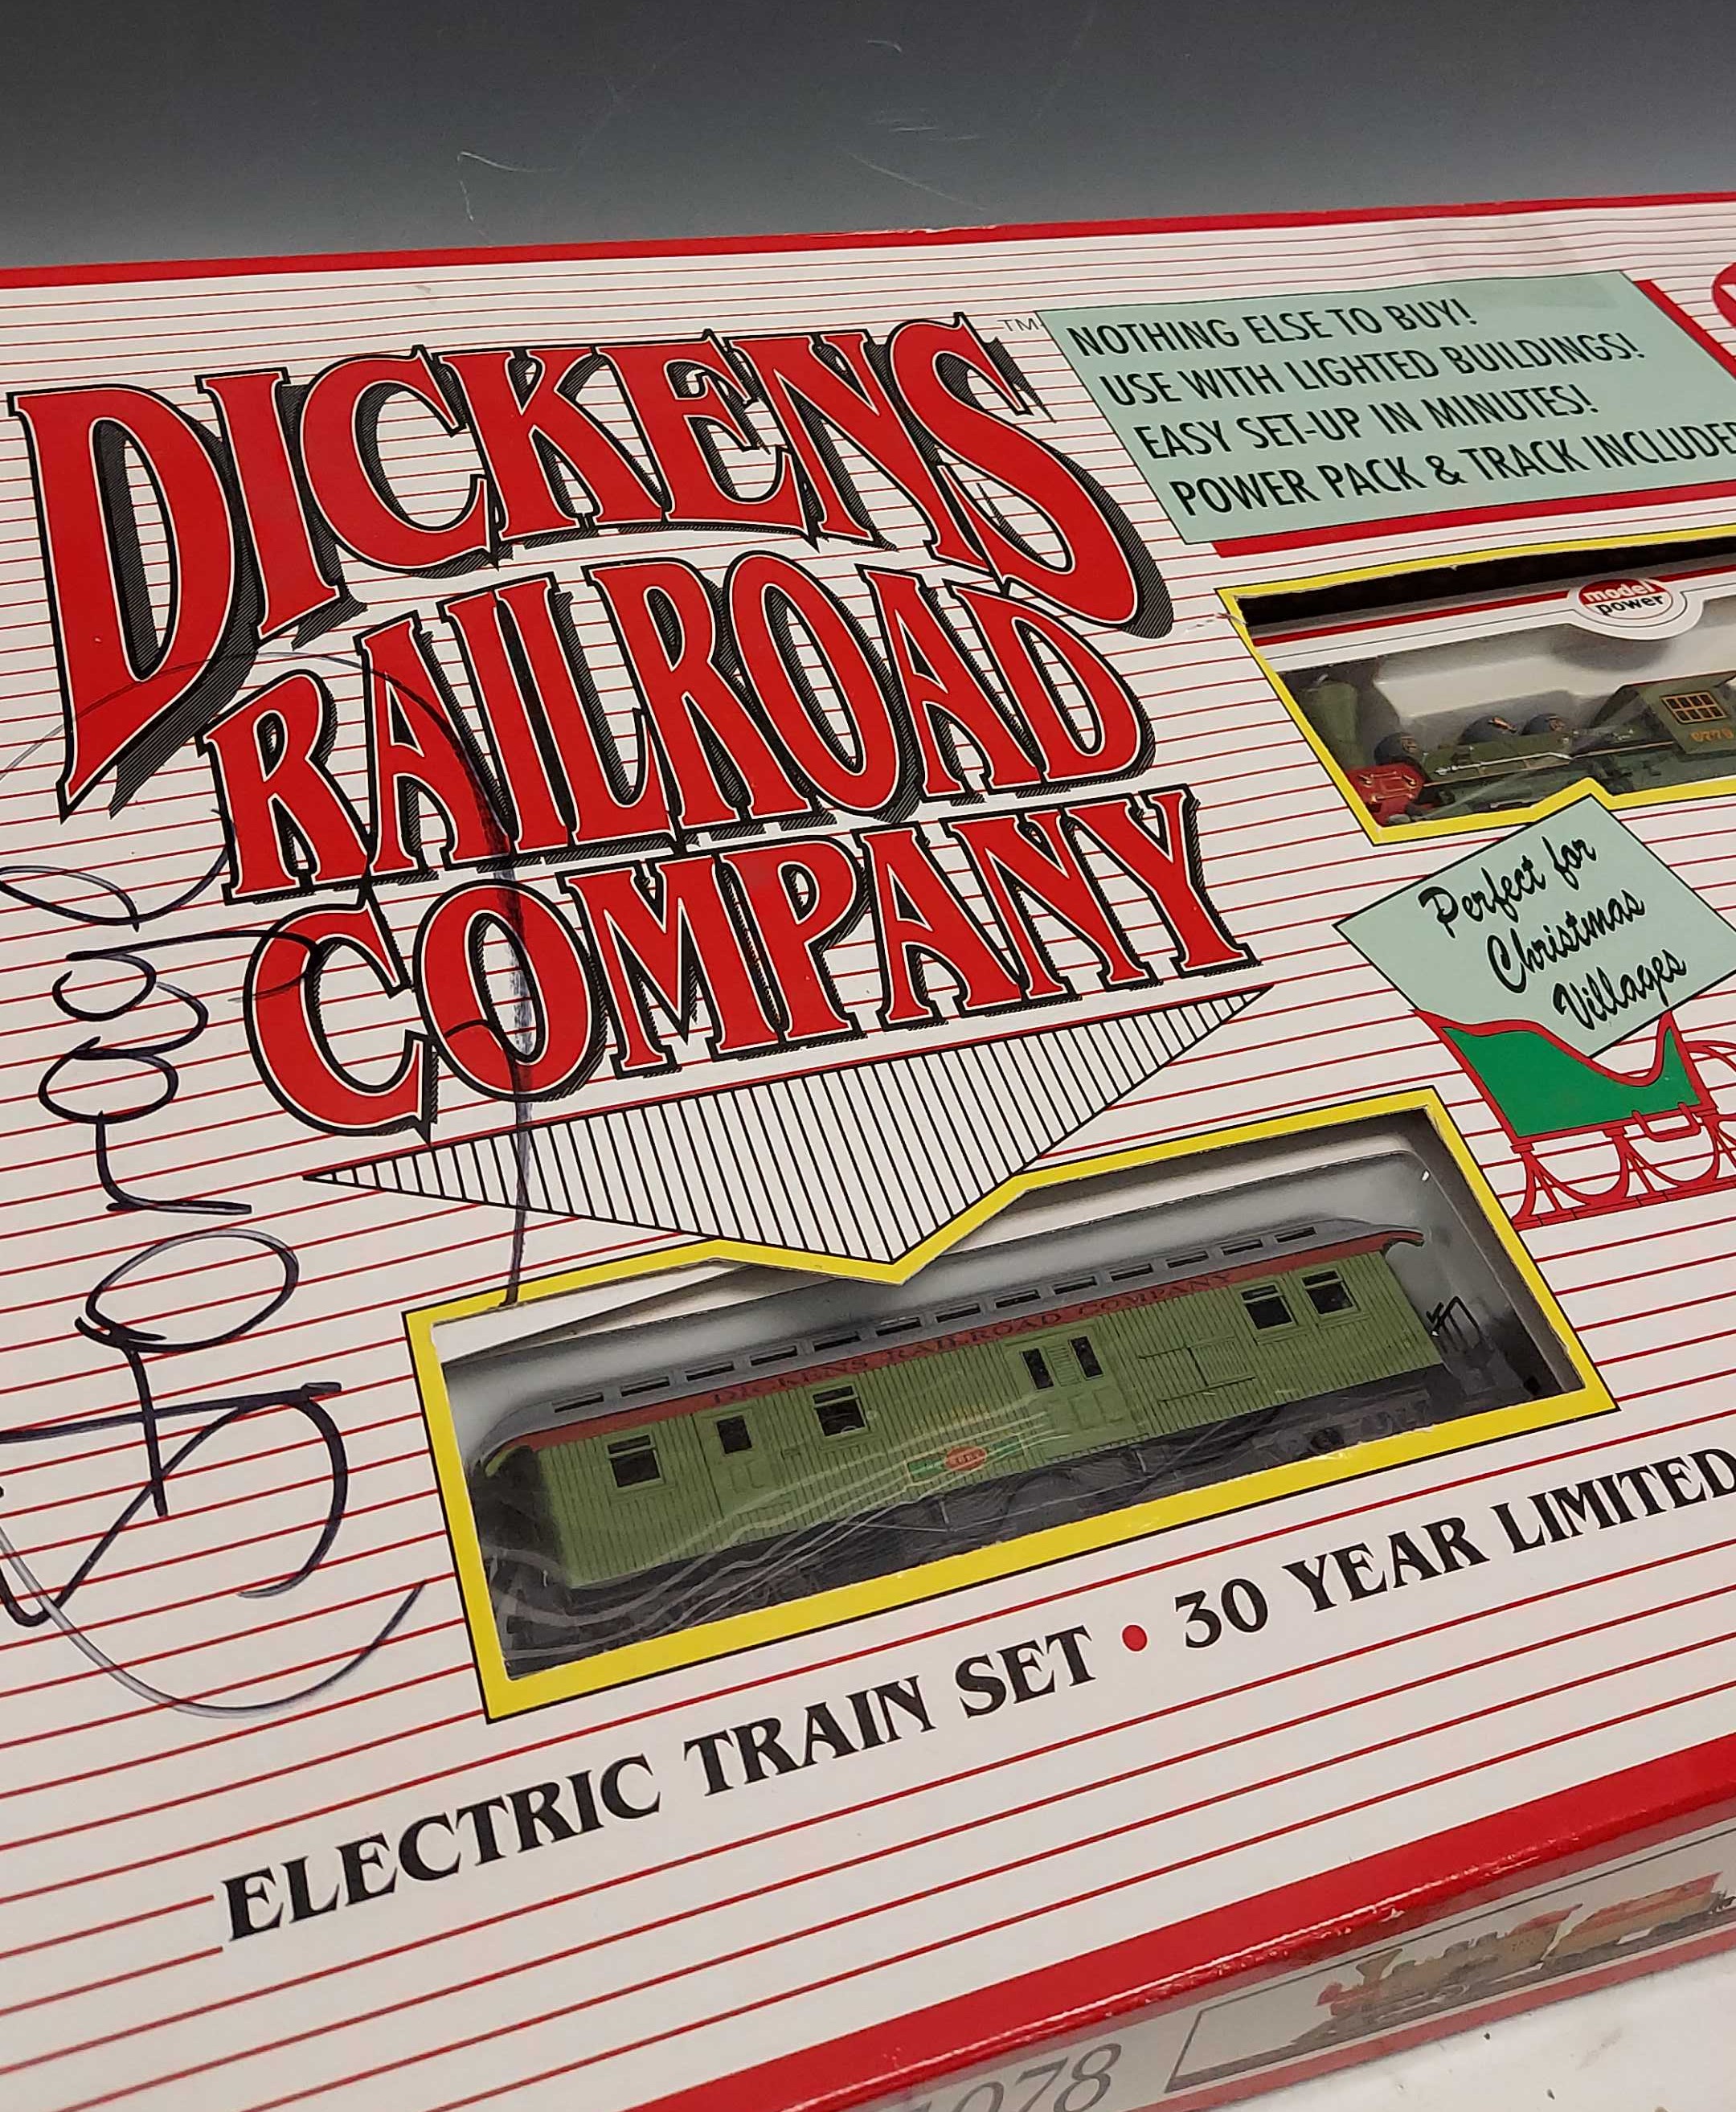 DICKENS
RAILROAD
COMPANY
TM
NOTHING ELSE TO BUY!
USE WITH LIGHTED BUILDINGS!
EASY SET-UP IN MINUTES!
POWER PACK & TRACK INCLUDE
model
power
Perfect for
Christmas
Villages
DICKENS RAILROAD COMPANY
ELECTRIC TRAIN SET • 30 YEAR LIMITED